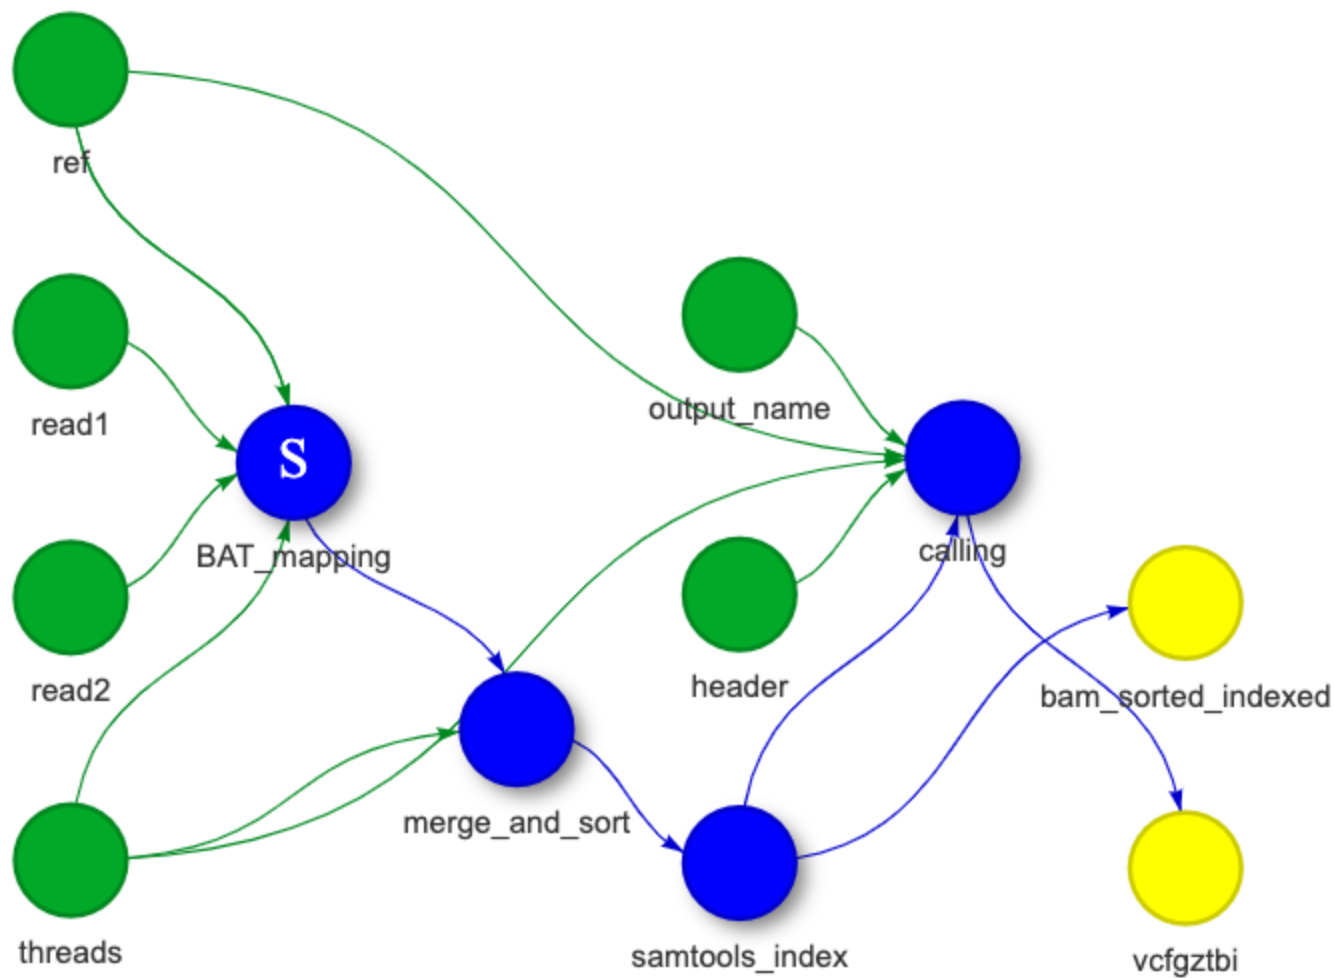 ref
read1
output_name
S
BAT_mapping
calling
read2
header
bam_sorted_indexed
merge_and_sort
threads
samtools_index
vcfgztbi